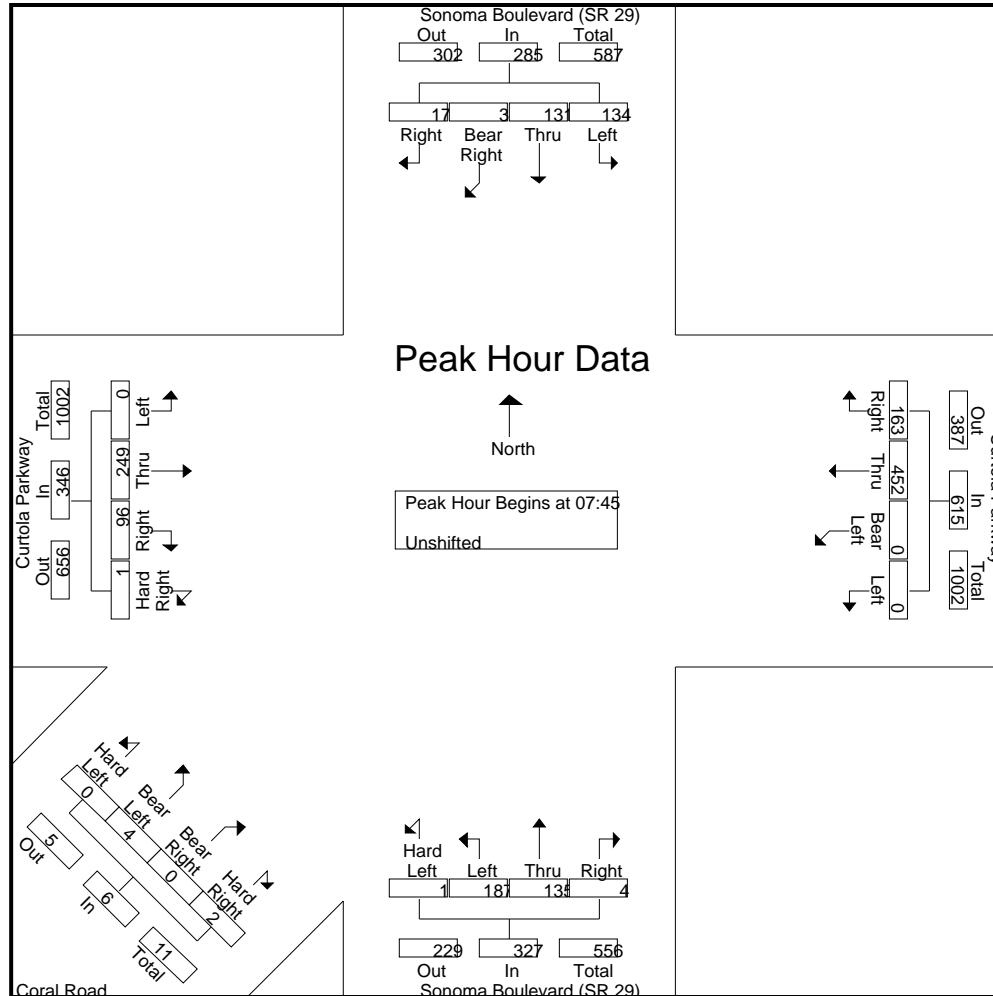 Sonoma Boulevard (SR 29)
Out In Total
302 285 587
17 3 131 134
Right Bear Right Thru Left
Peak Hour Data
North
Peak Hour Begins at 07:45
Unshifted
Curtola Parkway
Total In Out
1002 346 656
0 249 96 1
Left Thru Right Hard Right
Right Thru Bear Left Left
163 452 0 0
Out In Total
387 615 1002
Hard Left Bear Left Bear Right Hard Right
0 4 0 2
5 6 11
Out In Total
Coral Road
Hard Left Left Thru Right
1 187 135 4
229 327 556
Out In Total
Sonoma Boulevard (SR 29)